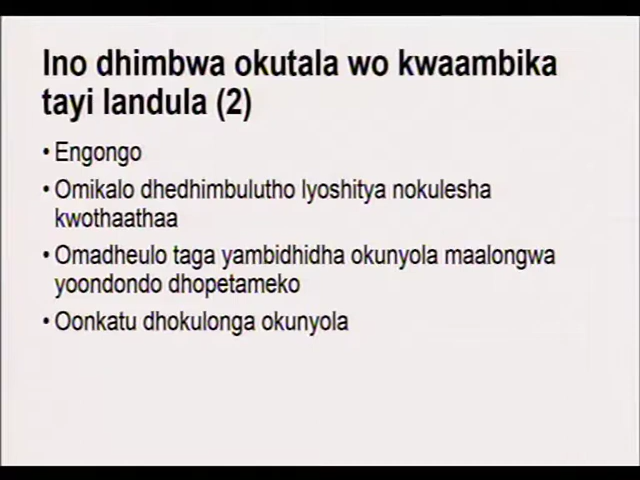 Ino dhimbwa okutala wo kwaambika
tayi landula (2)
• Engongo
• Omikalo dhedhimbulutho lyoshitya nokulesha
kwothaathaa
• Omadheulo taga yambidhidha okunyola maalongwa
yoondondo dhopetameko
• Oonkatu dhokulonga okunyola